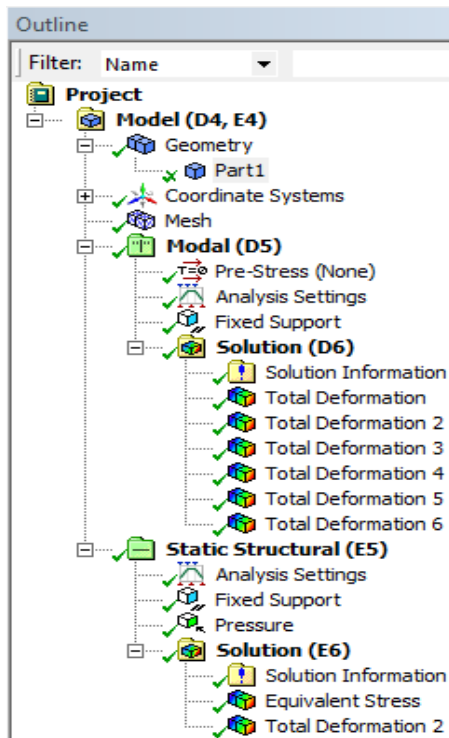 Outline
Filter: Name
Project
Model (D4, E4)
Geometry
Part1
Coordinate Systems
Mesh
Modal (D5)
T=0 Pre-Stress (None)
Analysis Settings
Fixed Support
Solution (D6)
Solution Information
Total Deformation
Total Deformation 2
Total Deformation 3
Total Deformation 4
Total Deformation 5
Total Deformation 6
Static Structural (E5)
Analysis Settings
Fixed Support
Pressure
Solution (E6)
Solution Information
Equivalent Stress
Total Deformation 2